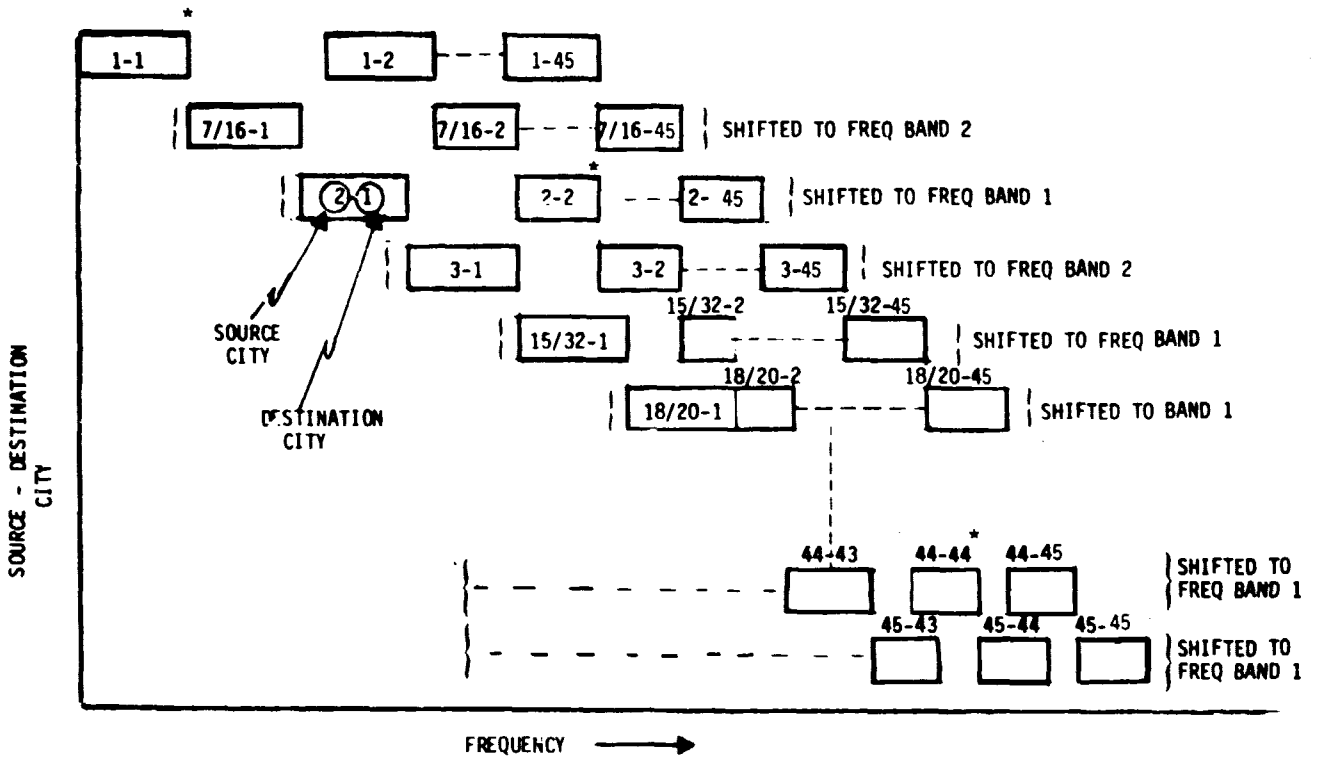 *
1-1 1-2 1-45
7/16-1 7/16-2 7/16-45 SHIFTED TO FREQ BAND 2
*
2-1 2-2 2- 45 SHIFTED TO FREQ BAND 1
3-1 3-2 3-45 SHIFTED TO FREQ BAND 2
15/32-2 15/32-45
15/32-1 SHIFTED TO FREQ BAND 1
SOURCE
CITY
18/20-2 18/20-45
18/20-1 SHIFTED TO BAND 1
DESTINATION
CITY
SOURCE - DESTINATION
CITY
*
44-43 44-44 44-45
SHIFTED TO
FREQ BAND 1
45-43 45-44 45-45
SHIFTED TO
FREQ BAND 1
FREQUENCY